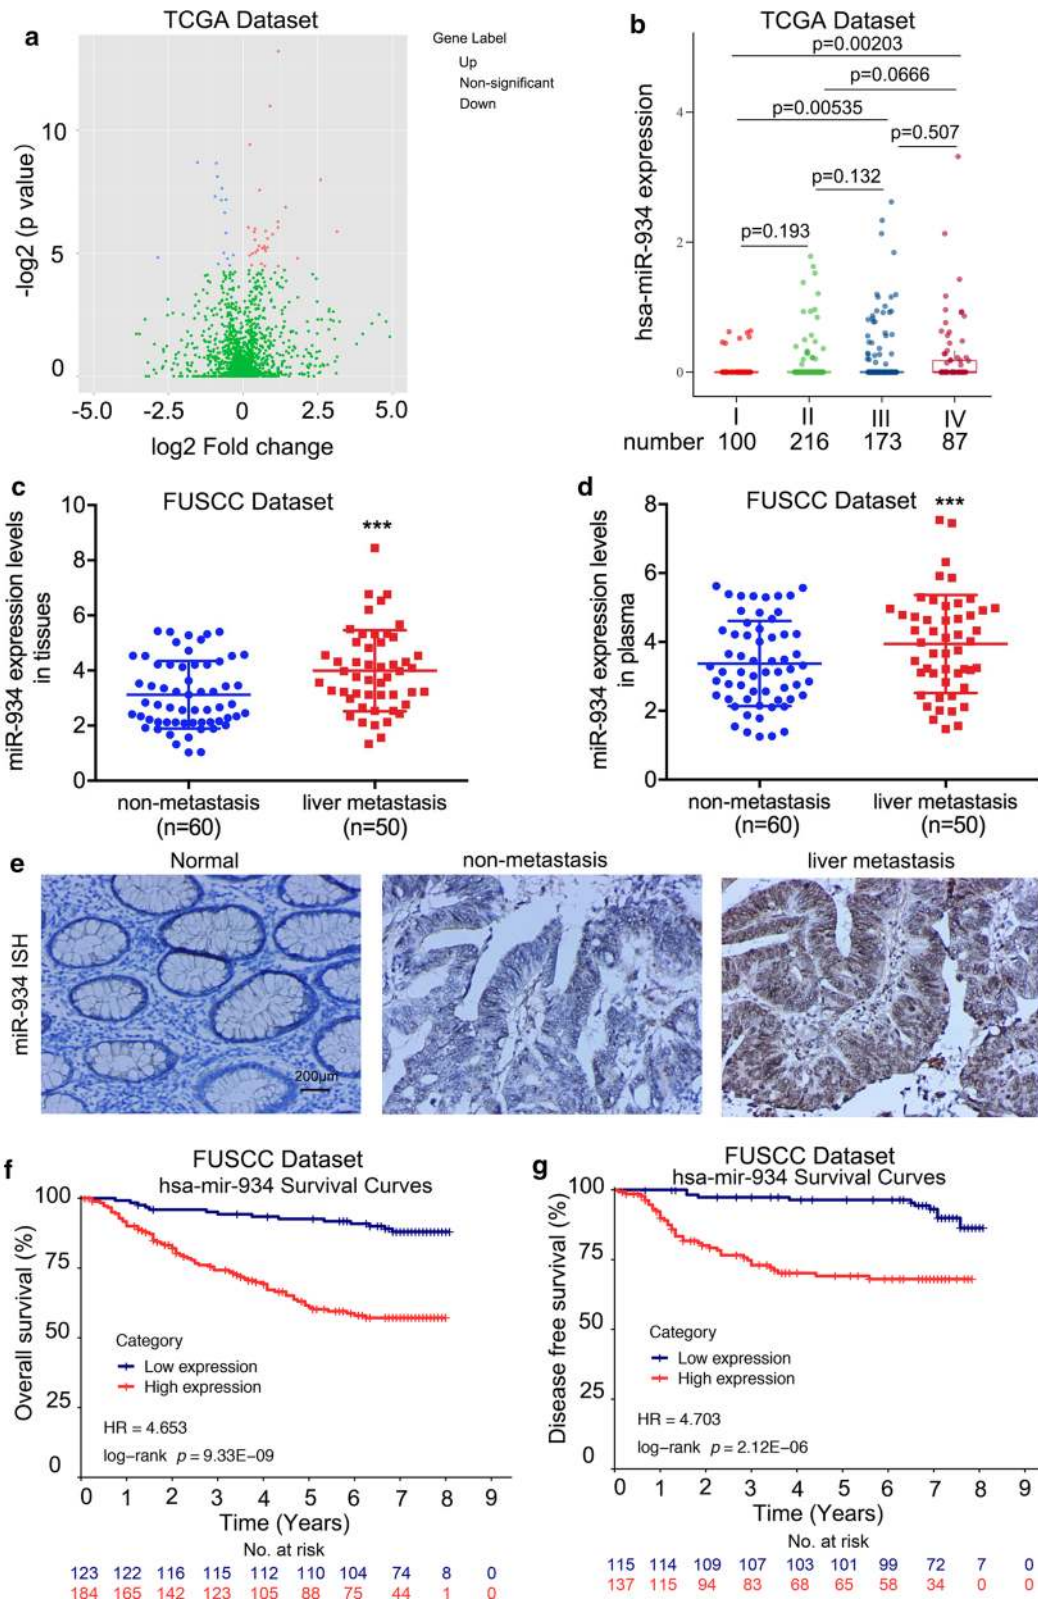 a
TCGA Dataset
Gene Label
Up
Non-significant
Down
-log2 (p value)
10
5
0
-5.0 -2.5 0 2.5 5.0
log2 Fold change
b
TCGA Dataset
p=0.00203
p=0.0666
p=0.00535
p=0.507
p=0.132
p=0.193
hsa-miR-934 expression
4
2
0
I II III IV
number 100 216 173 87
c
FUSCC Dataset
***
miR-934 expression levels
in tissues
10
8
6
4
2
0
non-metastasis liver metastasis
(n=60) (n=50)
d
FUSCC Dataset
***
miR-934 expression levels
in plasma
8
6
4
2
0
non-metastasis liver metastasis
(n=60) (n=50)
e
Normal non-metastasis liver metastasis
miR-934 ISH
200μm
f
FUSCC Dataset
hsa-mir-934 Survival Curves
Overall survival (%)
100
75
50
25
0
Category
Low expression
High expression
HR = 4.653
log-rank p = 9.33E-09
0 1 2 3 4 5 6 7 8 9
Time (Years)
No. at risk
123 122 116 115 112 110 104 74 8 0
184 165 142 123 105 88 75 44 1 0
g
FUSCC Dataset
hsa-mir-934 Survival Curves
Disease free survival (%)
100
75
50
25
0
Category
Low expression
High expression
HR = 4.703
log-rank p = 2.12E-06
0 1 2 3 4 5 6 7 8 9
Time (Years)
No. at risk
115 114 109 107 103 101 99 72 7 0
137 115 94 83 68 65 58 34 0 0